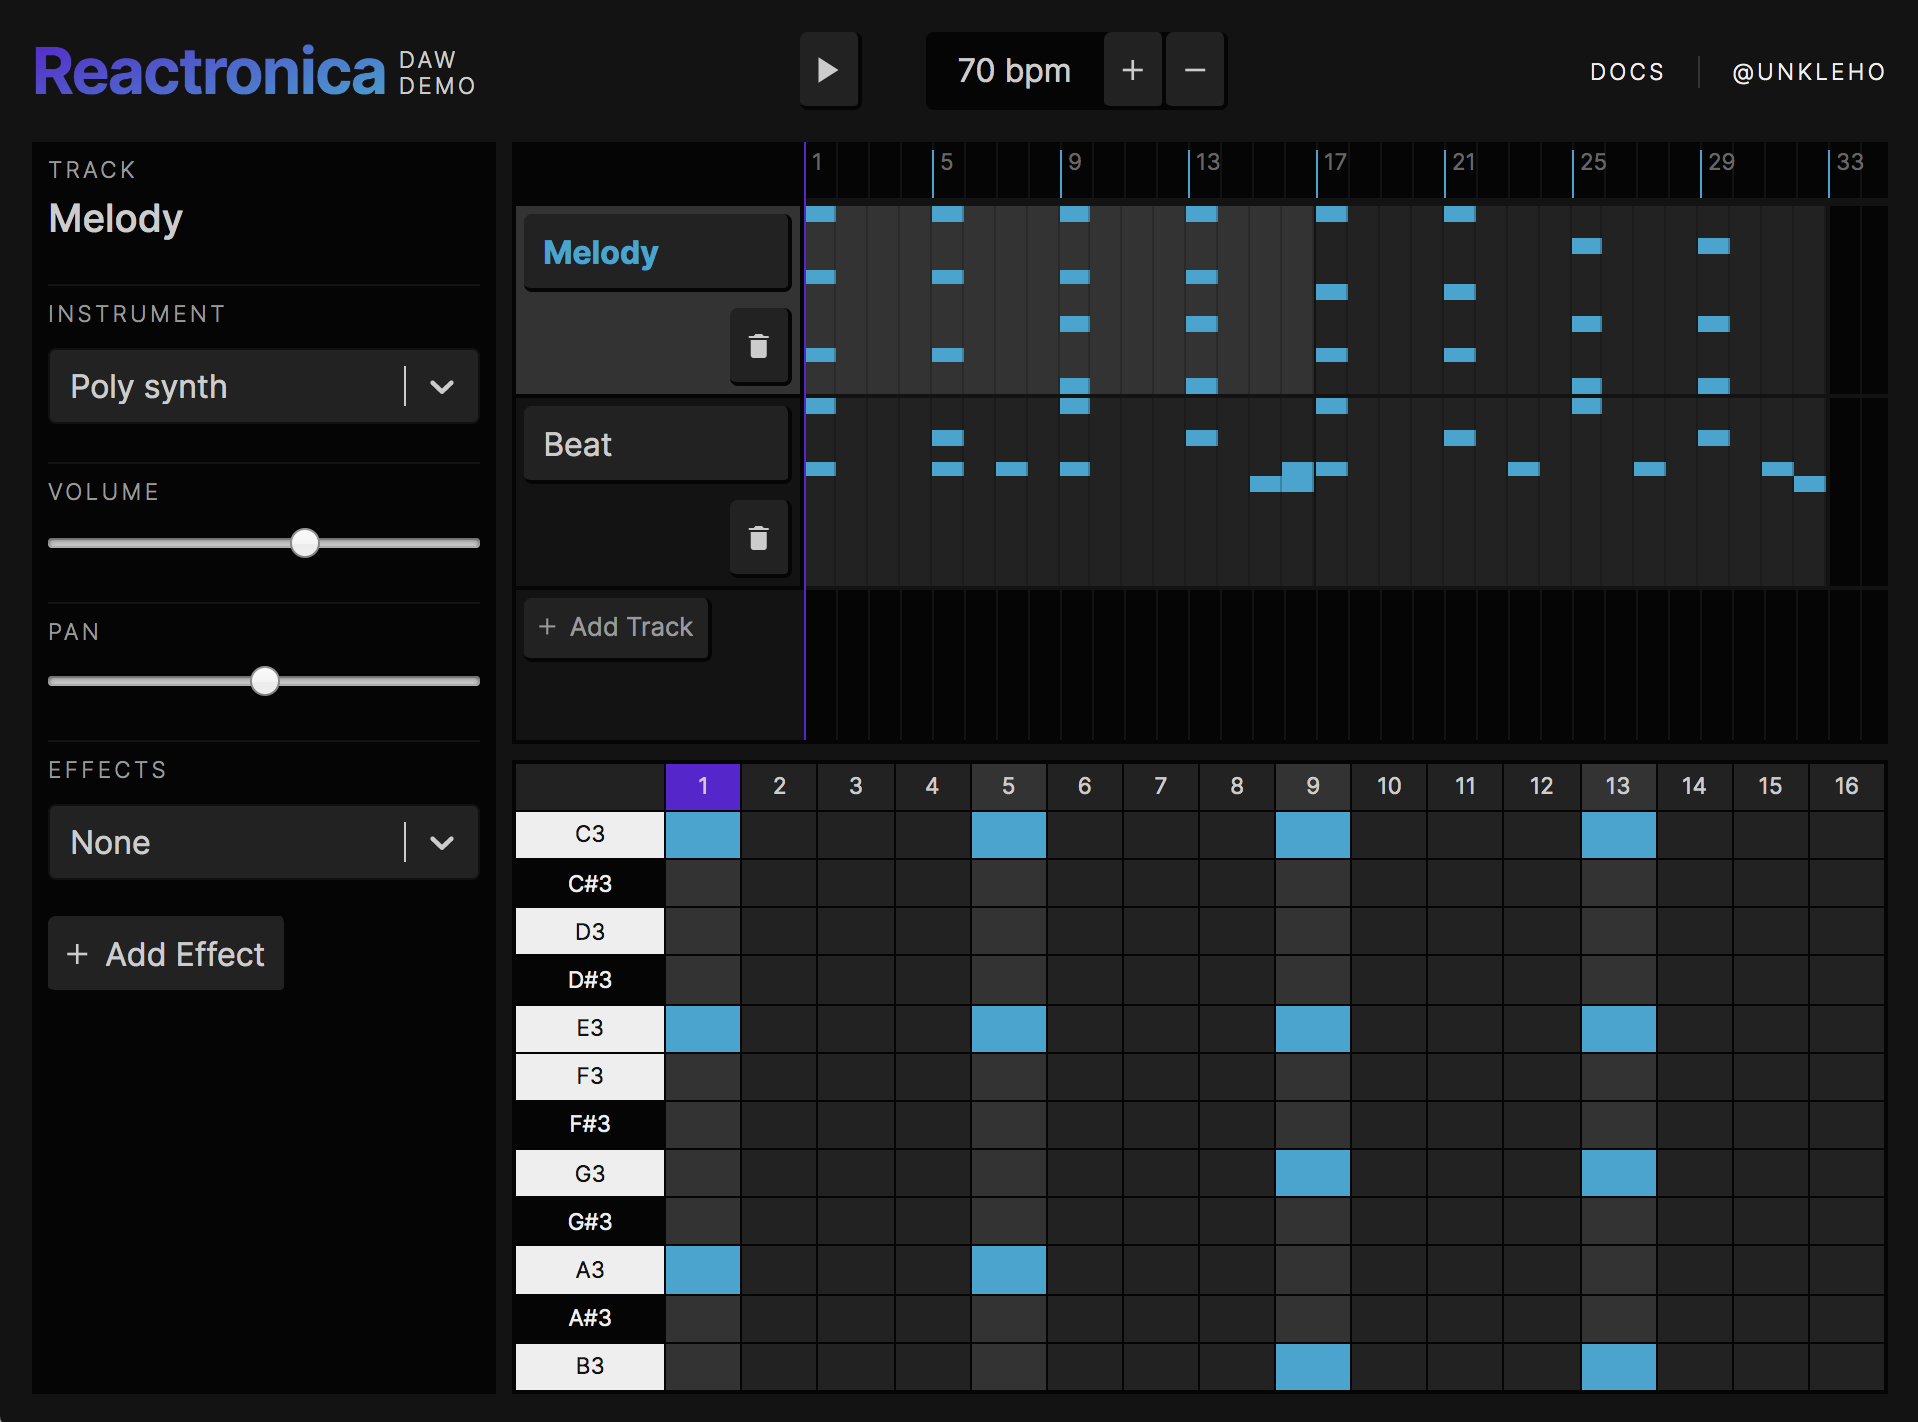 Reactronica
DAW
DEMO
70 bpm
+
−
DOCS
@UNKLEHO
TRACK
Melody
INSTRUMENT
Poly synth
VOLUME
PAN
EFFECTS
None
+ Add Effect
1 5 9 13 17 21 25 29 33
Melody
Beat
+ Add Track
1 2 3 4 5 6 7 8 9 10 11 12 13 14 15 16
C3
C#3
D3
D#3
E3
F3
F#3
G3
G#3
A3
A#3
B3